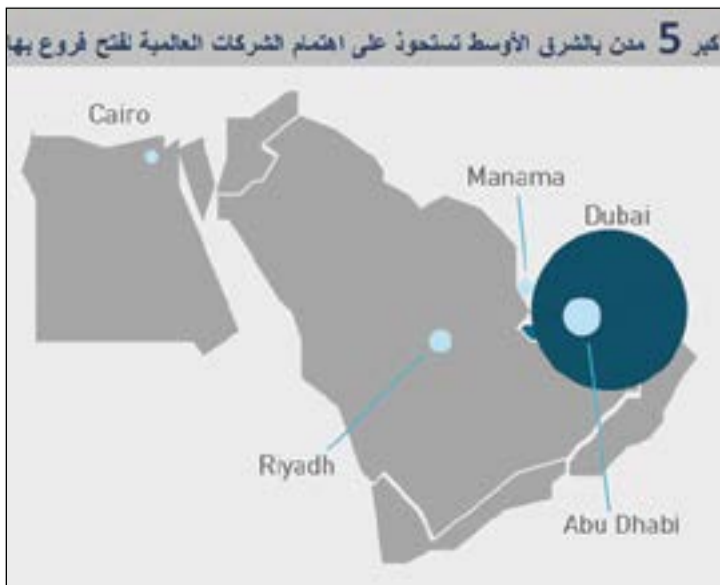 كبر 5 مدن بالشرق الأوسط تستحوذ على اهتمام الشركات العالمية لفتح فروع بها
Cairo
Manama
Dubai
Riyadh
Abu Dhabi